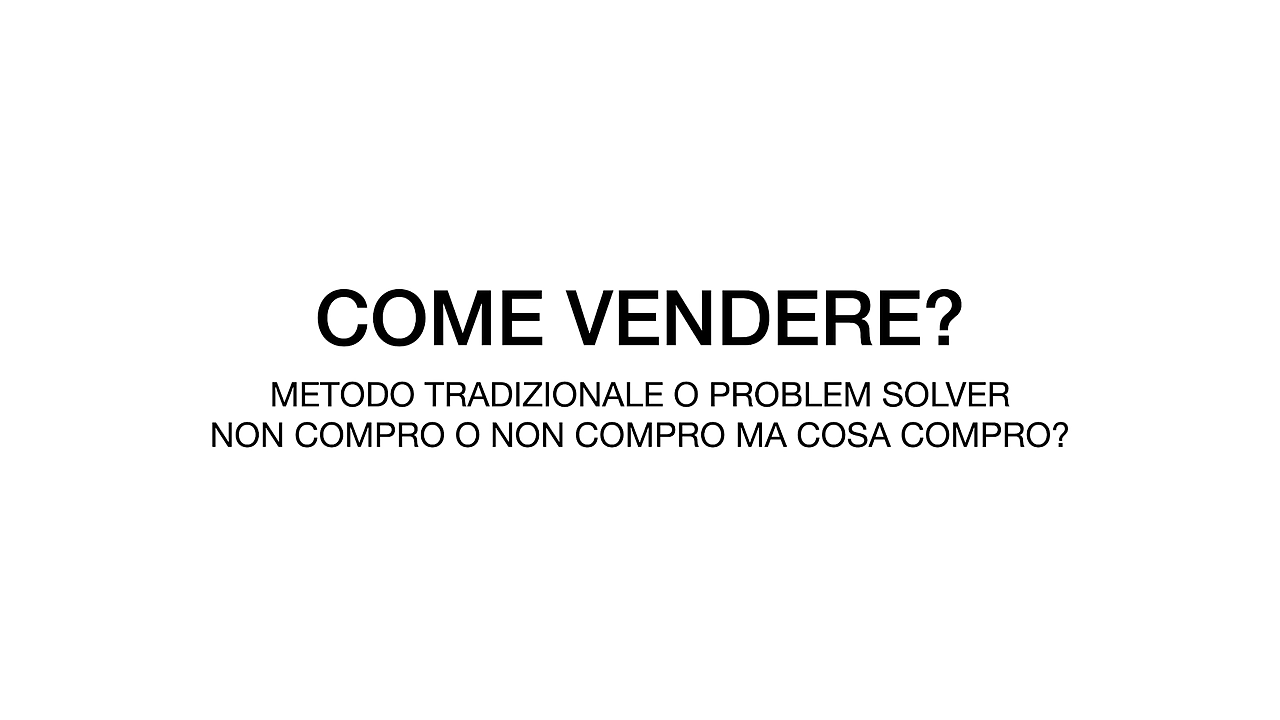 COME VENDERE?
METODO TRADIZIONALE O PROBLEM SOLVER
NON COMPRO O NON COMPRO MA COSA COMPRO?